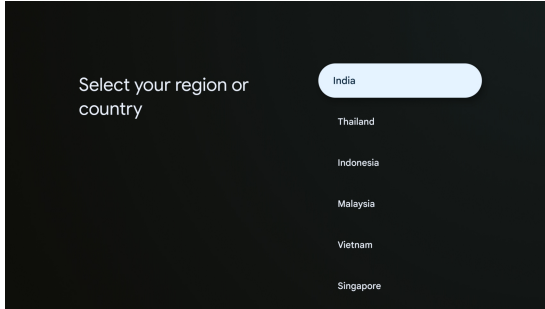 Select your region or
country
India
Thailand
Indonesia
Malaysia
Vietnam
Singapore